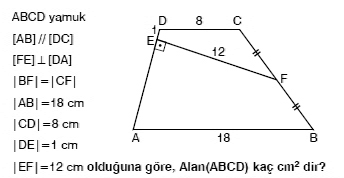 ABCD yamuk
[AB] // [DC]
[FE]⊥[DA]
|BF|=|CF|
|AB|=18 cm
|CD|=8 cm
|DE|=1 cm
|EF|=12 cm olduğuna göre, Alan(ABCD) kaç cm² dir?
D 8 C
1
E
12
F
A 18 B